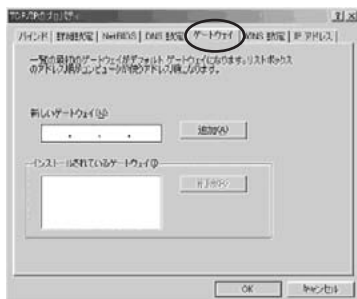 TCP/IPのプロパティ
バインド | 詳細設定 | NetBIOS | DNS 設定 | ゲートウェイ | WINS 設定 | IP アドレス |
一覧の最初のゲートウェイがデフォルト ゲートウェイになります。リストボックス
のアドレス順がコンピュータが使うアドレス順になります。
新しいゲートウェイ(N)
追加(A)
インストールされているゲートウェイ(I)
削除(R)
OK
キャンセル